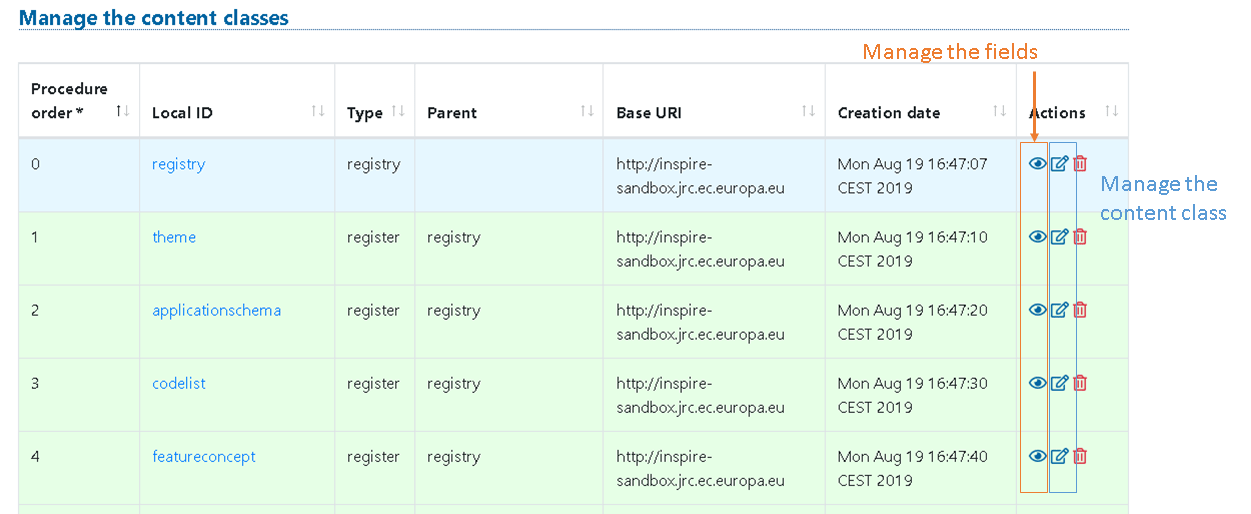 Manage the content classes
Manage the fields
Procedure
order *
Local ID
Type
Parent
Base URI
Creation date
Actions
0
registry
registry
http://inspire-
sandbox.jrc.ec.europa.eu
Mon Aug 19 16:47:07
CEST 2019
Manage the
content class
1
theme
register
registry
http://inspire-
sandbox.jrc.ec.europa.eu
Mon Aug 19 16:47:10
CEST 2019
2
applicationschema
register
registry
http://inspire-
sandbox.jrc.ec.europa.eu
Mon Aug 19 16:47:20
CEST 2019
3
codelist
register
registry
http://inspire-
sandbox.jrc.ec.europa.eu
Mon Aug 19 16:47:30
CEST 2019
4
featureconcept
register
registry
http://inspire-
sandbox.jrc.ec.europa.eu
Mon Aug 19 16:47:40
CEST 2019